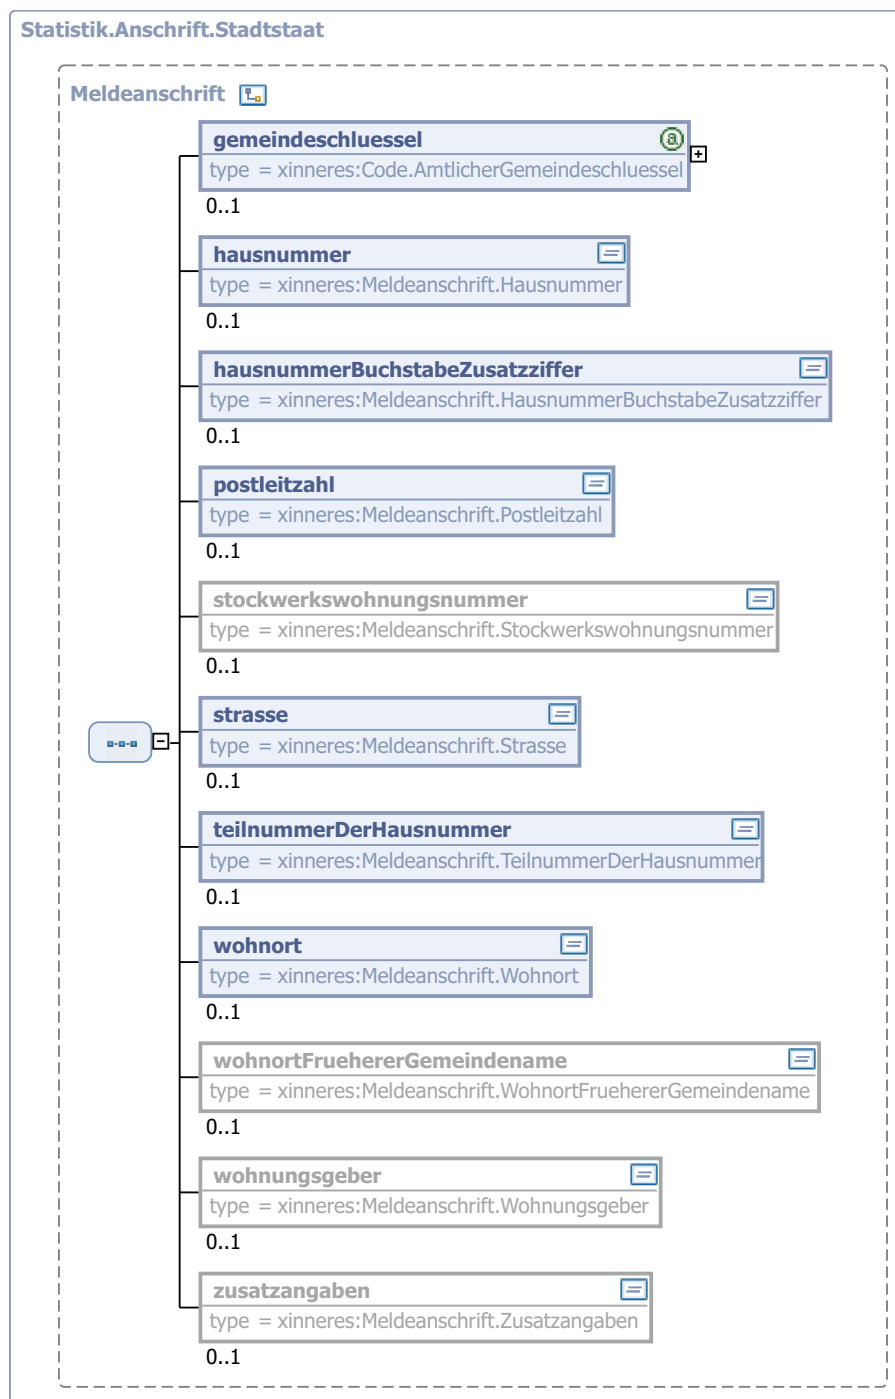 Statistik.Anschrift.Stadtstaat
Meldeanschrift
gemeindeschluessel
type = xinneres:Code.AmtlicherGemeindeschluessel
0..1
hausnummer
type = xinneres:Meldeanschrift.Hausnummer
0..1
hausnummerBuchstabeZusatzziffer
type = xinneres:Meldeanschrift.HausnummerBuchstabeZusatzziffer
0..1
postleitzahl
type = xinneres:Meldeanschrift.Postleitzahl
0..1
stockwerkswohnungsnummer
type = xinneres:Meldeanschrift.Stockwerkswohnungsnummer
0..1
strasse
type = xinneres:Meldeanschrift.Strasse
0..1
teilnummerDerHausnummer
type = xinneres:Meldeanschrift.TeilnummerDerHausnummer
0..1
wohnort
type = xinneres:Meldeanschrift.Wohnort
0..1
wohnortFruehererGemeindename
type = xinneres:Meldeanschrift.WohnortFruehererGemeindename
0..1
wohnungsgeber
type = xinneres:Meldeanschrift.Wohnungsgeber
0..1
zusatzangaben
type = xinneres:Meldeanschrift.Zusatzangaben
0..1